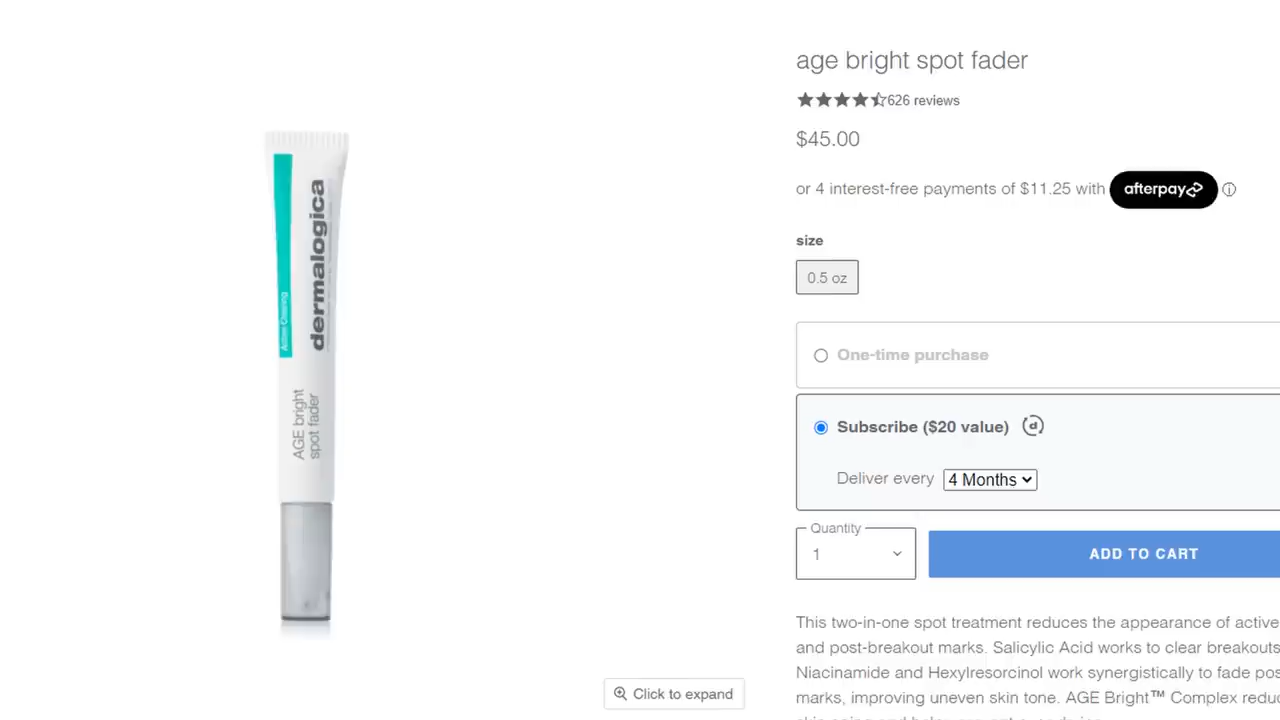 age bright spot fader
626 reviews
$45.00
or 4 interest-free payments of $11.25 with afterpay
size
0.5 oz
One-time purchase
Subscribe ($20 value)
Deliver every 4 Months
Quantity
1
ADD TO CART
This two-in-one spot treatment reduces the appearance of active
and post-breakout marks. Salicylic Acid works to clear breakouts
Niacinamide and Hexylresorcinol work synergistically to fade pos
marks, improving uneven skin tone. AGE Bright™ Complex reduc
Active Clearing
dermalogica
AGE bright
spot fader
Click to expand